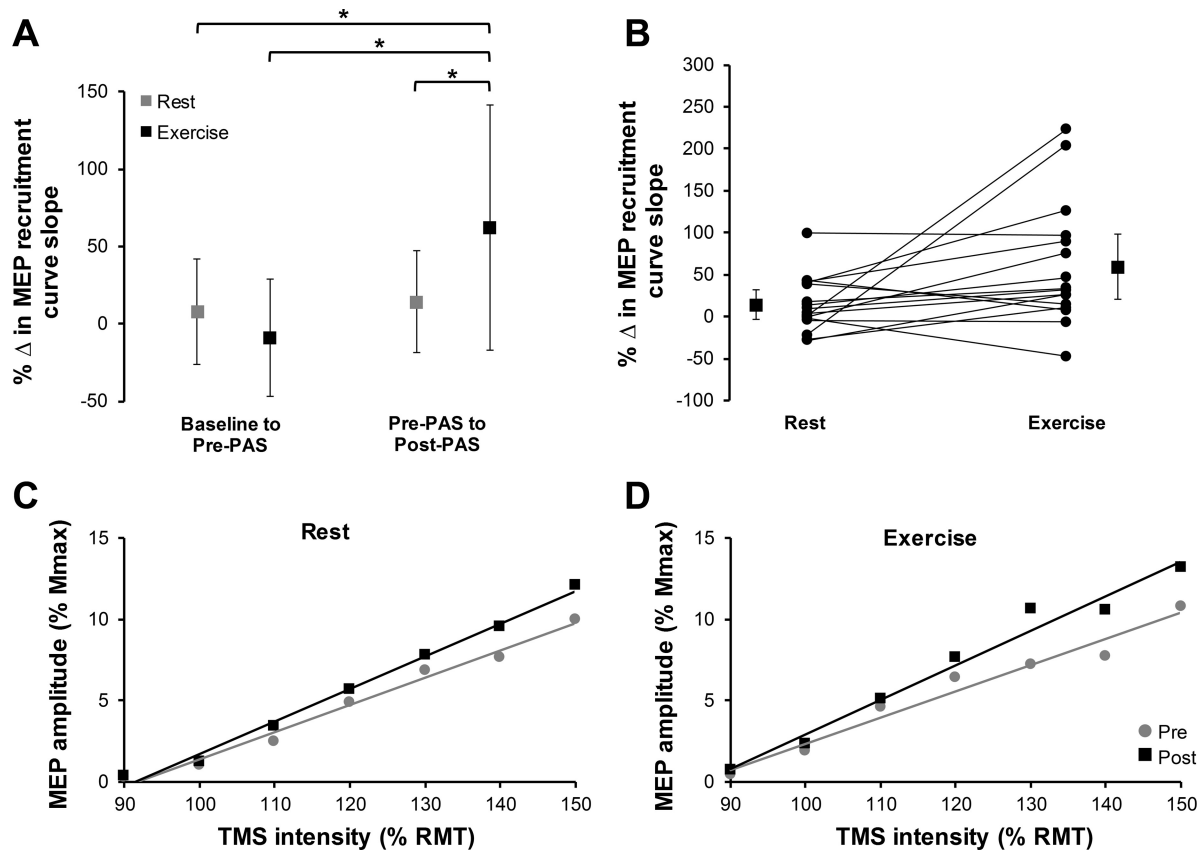 A
*
*
*
Rest
Exercise
150
100
50
0
-50
% Δ in MEP recruitment
curve slope
Baseline to
Pre-PAS
Pre-PAS to
Post-PAS
B
300
250
200
150
100
50
0
-50
-100
% Δ in MEP recruitment
curve slope
Rest
Exercise
C
Rest
15
10
5
0
MEP amplitude (% Mmax)
90
100
110
120
130
140
150
TMS intensity (% RMT)
D
Exercise
15
10
5
0
MEP amplitude (% Mmax)
Pre
Post
90
100
110
120
130
140
150
TMS intensity (% RMT)